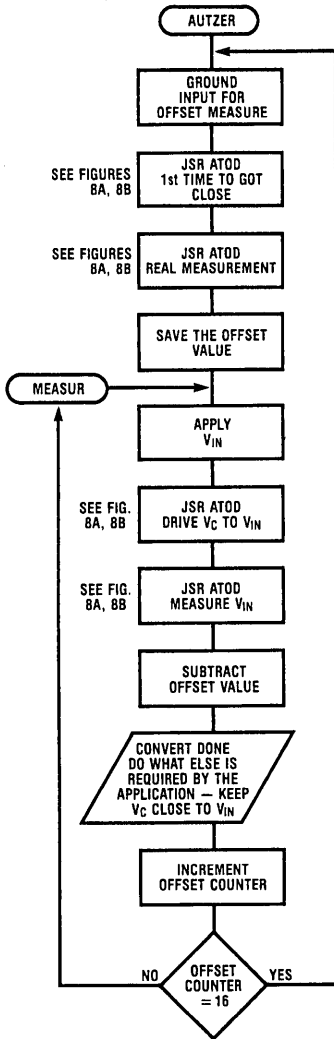 AUTZER
GROUND
INPUT FOR
OFFSET MEASURE
SEE FIGURES
8A, 8B
JSR ATOD
1st TIME TO GOT
CLOSE
SEE FIGURES
8A, 8B
JSR ATOD
REAL MEASUREMENT
SAVE THE OFFSET
VALUE
MEASUR
APPLY
VIN
SEE FIG.
8A, 8B
JSR ATOD
DRIVE VC TO VIN
SEE FIG.
8A, 8B
JSR ATOD
MEASURE VIN
SUBTRACT
OFFSET VALUE
CONVERT DONE
DO WHAT ELSE IS
REQUIRED BY THE
APPLICATION — KEEP
VC CLOSE TO VIN
INCREMENT
OFFSET COUNTER
NO
OFFSET
COUNTER
= 16
YES